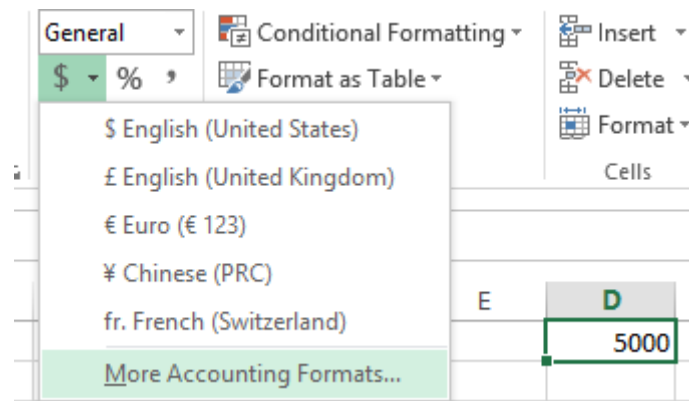 General Conditional Formatting Insert
$ % , Format as Table Delete
$ English (United States) Format
£ English (United Kingdom) Cells
€ Euro (€ 123)
¥ Chinese (PRC)
fr. French (Switzerland)
E D
5000
More Accounting Formats...